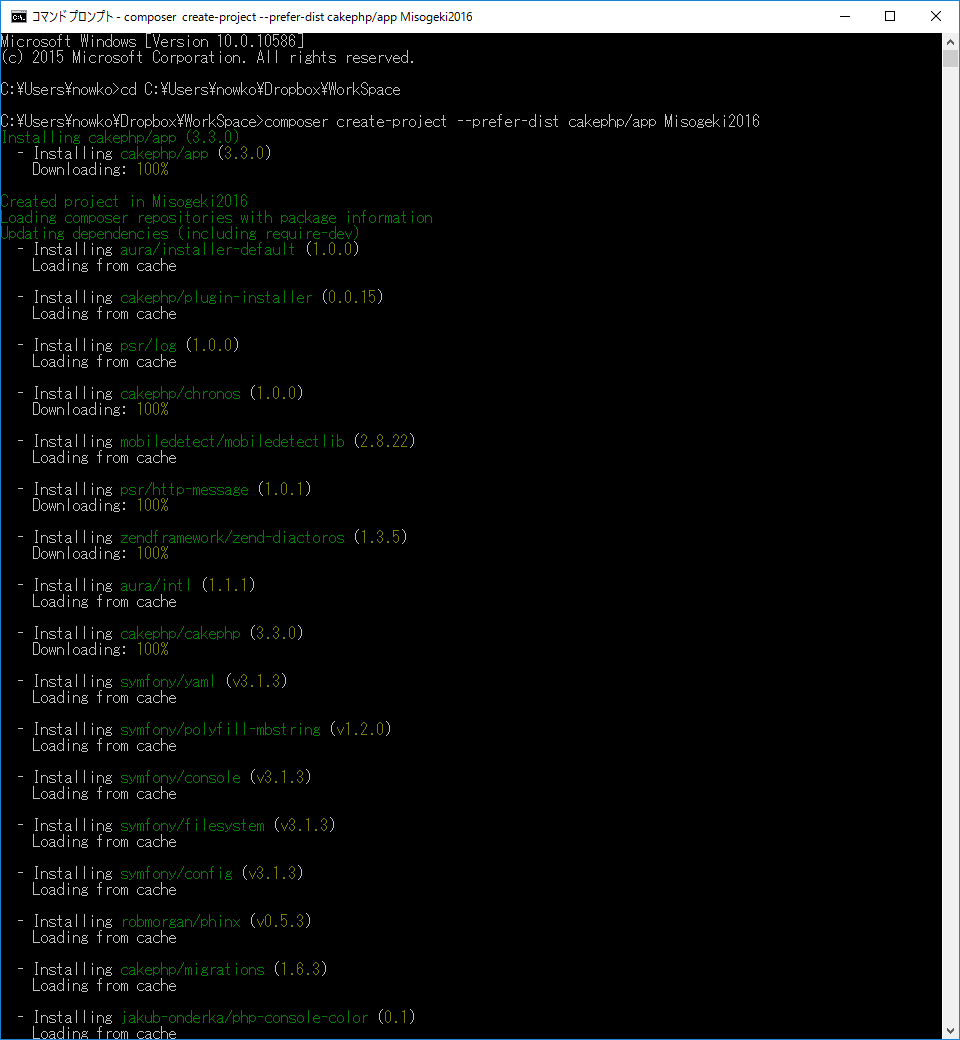 コマンドプロンプト - composer create-project --prefer-dist cakephp/app Misogeki2016
Microsoft Windows [Version 10.0.10586]
(c) 2015 Microsoft Corporation. All rights reserved.
C:¥Users¥nowko>cd C:¥Users¥nowko¥Dropbox¥WorkSpace
C:¥Users¥nowko¥Dropbox¥WorkSpace>composer create-project --prefer-dist cakephp/app Misogeki2016
Installing cakephp/app (3.3.0)
- Installing cakephp/app (3.3.0)
Downloading: 100%
Created project in Misogeki2016
Loading composer repositories with package information
Updating dependencies (including require-dev)
- Installing aura/installer-default (1.0.0)
Loading from cache
- Installing cakephp/plugin-installer (0.0.15)
Loading from cache
- Installing psr/log (1.0.0)
Loading from cache
- Installing cakephp/chronos (1.0.0)
Downloading: 100%
- Installing mobiledetect/mobiledetectlib (2.8.22)
Loading from cache
- Installing psr/http-message (1.0.1)
Downloading: 100%
- Installing zendframework/zend-diactoros (1.3.5)
Downloading: 100%
- Installing aura/intl (1.1.1)
Loading from cache
- Installing cakephp/cakephp (3.3.0)
Downloading: 100%
- Installing symfony/yaml (v3.1.3)
Loading from cache
- Installing symfony/polyfill-mbstring (v1.2.0)
Loading from cache
- Installing symfony/console (v3.1.3)
Loading from cache
- Installing symfony/filesystem (v3.1.3)
Loading from cache
- Installing symfony/config (v3.1.3)
Loading from cache
- Installing robmorgan/phinx (v0.5.3)
Loading from cache
- Installing cakephp/migrations (1.6.3)
Loading from cache
- Installing jakub-onderka/php-console-color (0.1)
Loading from cache